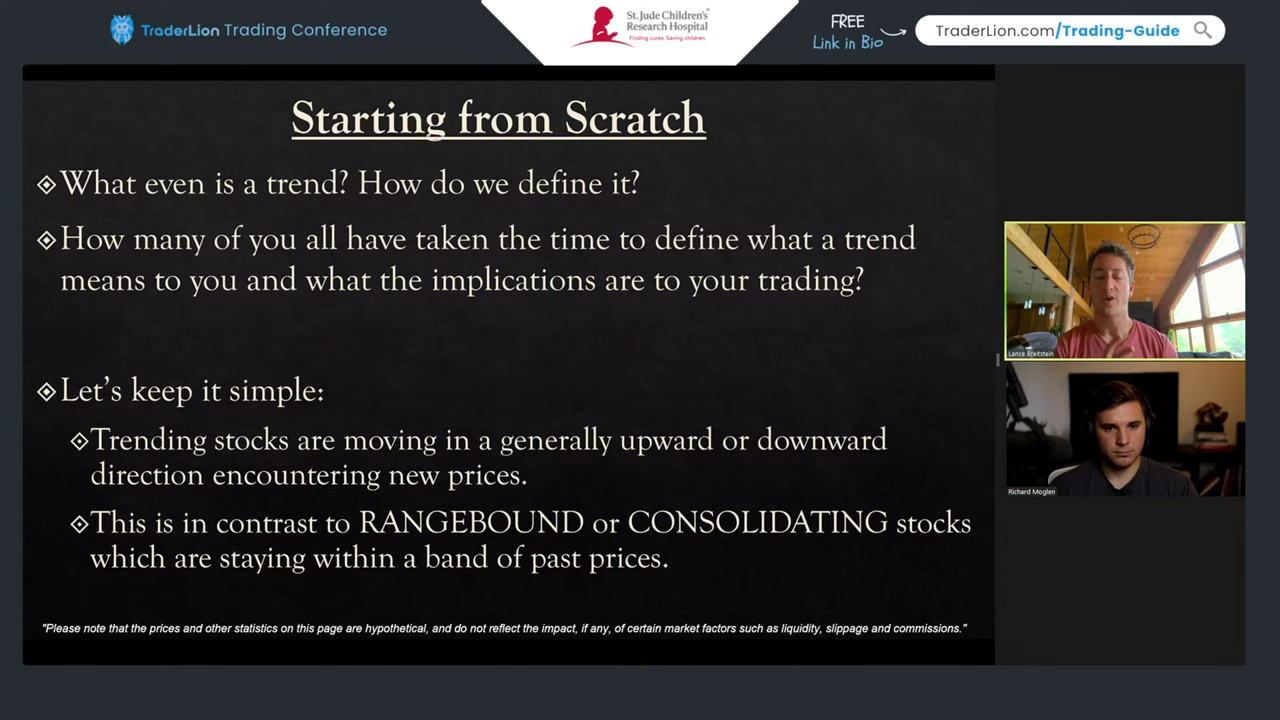 TraderLion Trading Conference
St. Jude Children's
Research Hospital
Finding cures. Saving children.
FREE
Link in Bio
TraderLion.com/Trading-Guide
Starting from Scratch
What even is a trend? How do we define it?
How many of you all have taken the time to define what a trend
means to you and what the implications are to your trading?
Let's keep it simple:
Trending stocks are moving in a generally upward or downward
direction encountering new prices.
This is in contrast to RANGEBOUND or CONSOLIDATING stocks
which are staying within a band of past prices.
"Please note that the prices and other statistics on this page are hypothetical, and do not reflect the impact, if any, of certain market factors such as liquidity, slippage and commissions."
Lance Breitstein
Richard Moglen